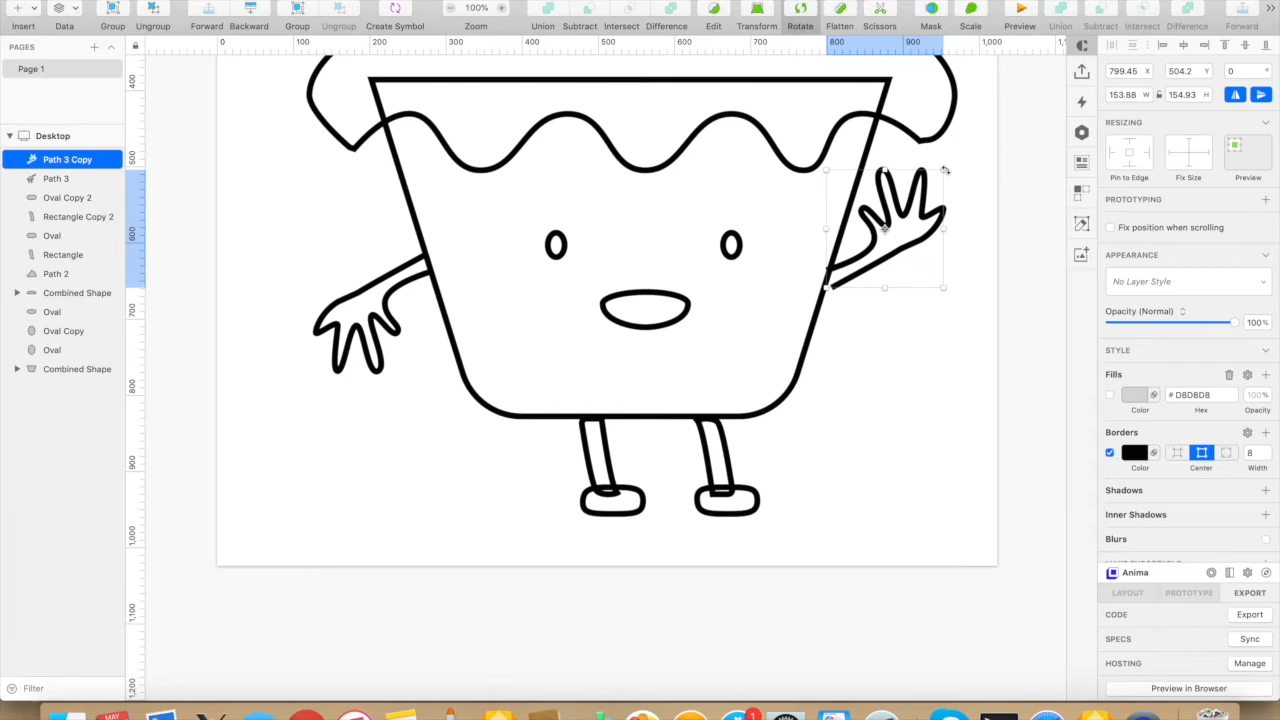 100%
Insert Data Group Ungroup Forward Backward Group Ungroup Create Symbol Zoom Union Subtract Intersect Difference Edit Transform Rotate Flatten Scissors Mask Scale Preview Union Subtract Intersect Difference Forward
PAGES
0 100 200 300 400 500 600 700 800 900 1,000
799.45 X 504.2 Y 0 °
Page 1
400
153.88 W 154.93 H
RESIZING
Desktop
Path 3 Copy
500
Pin to Edge Fix Size Preview
Path 3
Oval Copy 2
PROTOTYPING
Rectangle Copy 2
Fix position when scrolling
Oval
600
Rectangle
APPEARANCE
Path 2
No Layer Style
Combined Shape
Oval
700
Opacity (Normal)
100%
Oval Copy
Oval
STYLE
Combined Shape
Fills
800
# D8D8D8 100%
Color Hex Opacity
Borders
8
Color Center Width
900
Shadows
Inner Shadows
1,000
Blurs
Anima
LAYOUT PROTOTYPE EXPORT
1,100
CODE Export
SPECS Sync
HOSTING Manage
1,200
Filter
Preview in Browser
MAY
1